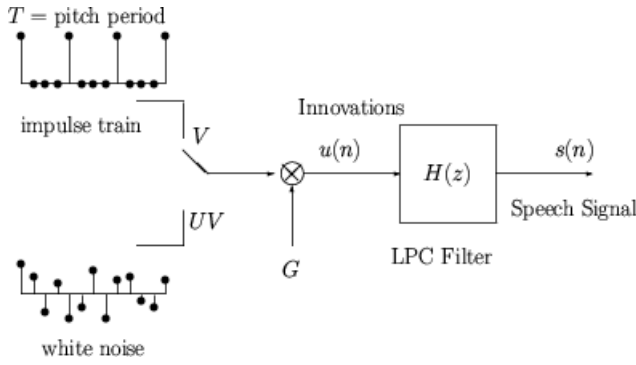 T = pitch period
impulse train
V
Innovations
u(n)
H(z)
s(n)
Speech Signal
UV
G
LPC Filter
white noise